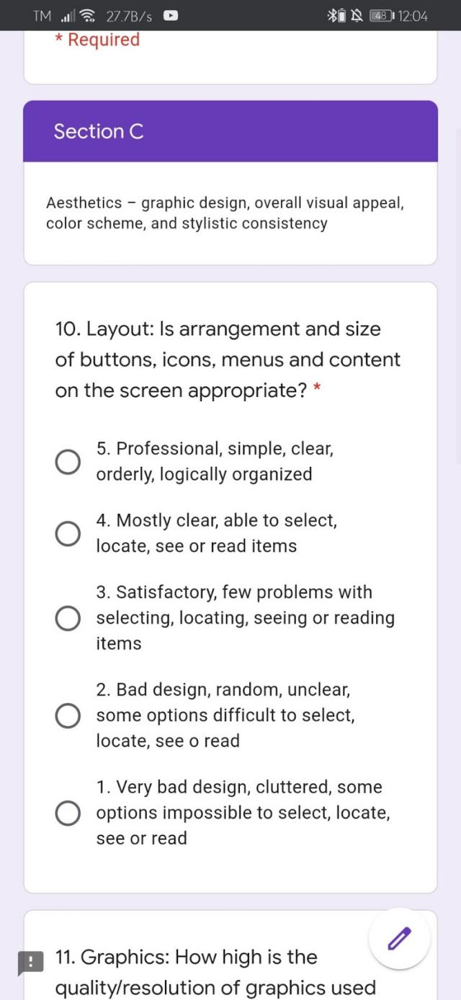 TM 27.7B/s 48 12:04
* Required
Section C
Aesthetics – graphic design, overall visual appeal,
color scheme, and stylistic consistency
10. Layout: Is arrangement and size
of buttons, icons, menus and content
on the screen appropriate? *
5. Professional, simple, clear,
orderly, logically organized
4. Mostly clear, able to select,
locate, see or read items
3. Satisfactory, few problems with
selecting, locating, seeing or reading
items
2. Bad design, random, unclear,
some options difficult to select,
locate, see o read
1. Very bad design, cluttered, some
options impossible to select, locate,
see or read
11. Graphics: How high is the
quality/resolution of graphics used